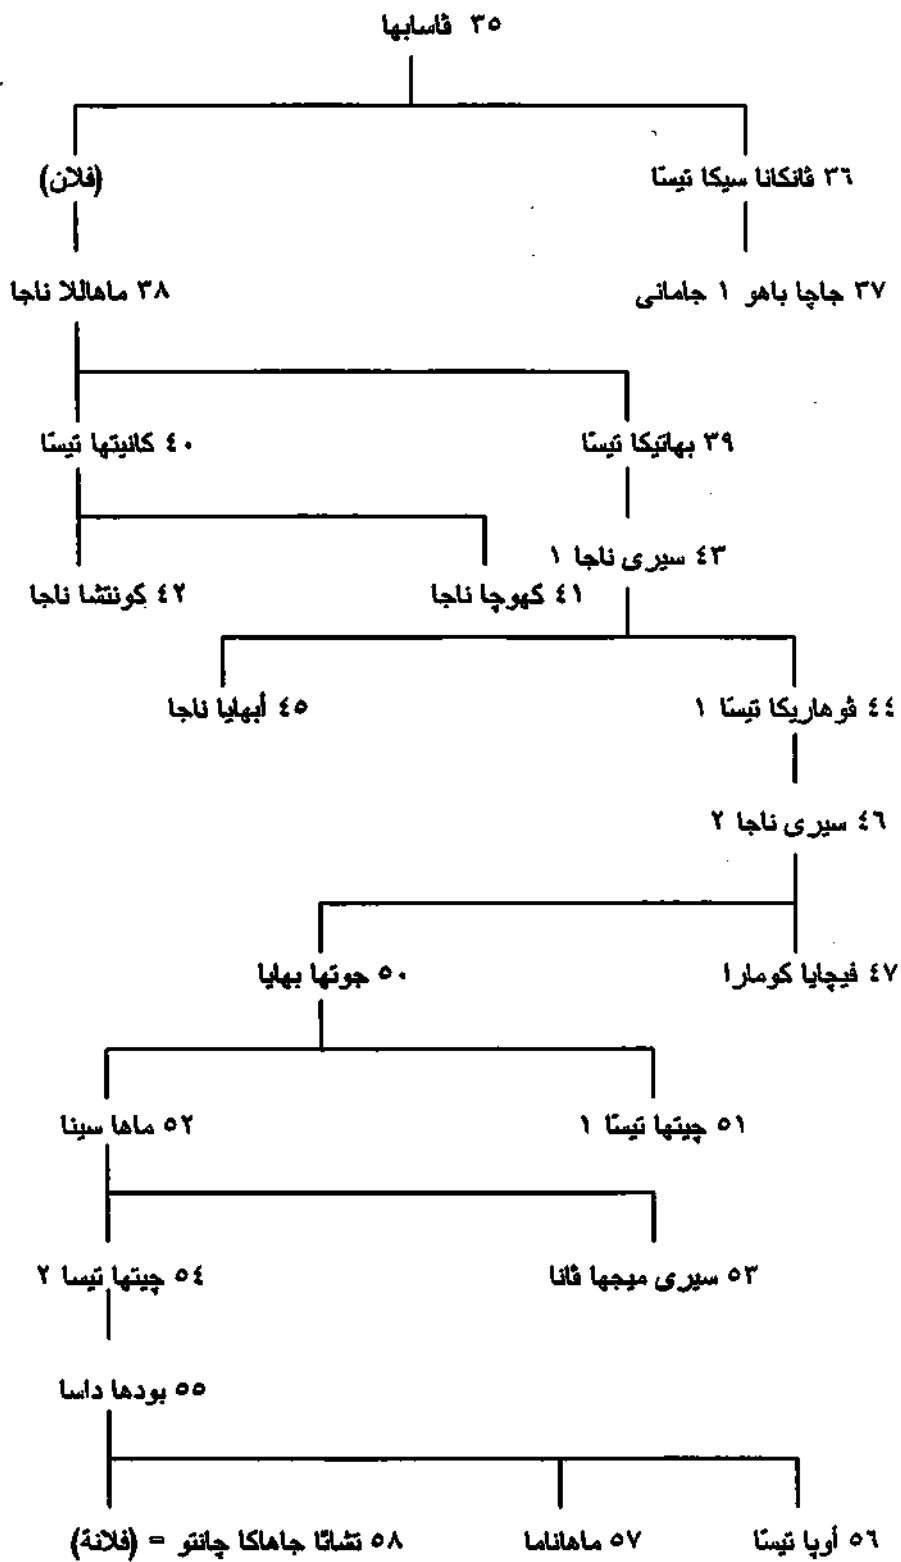 ٣٥ ڤاسابها
٣٦ ڤانكانا سيكا تيسّا
(فلان)
٣٧ جاچا باهو ١ جامانى
٣٨ ماهاللا ناجا
٣٩ بهاتيكا تيسّا
٤٠ كانيتها تيسّا
٤٣ سيرى ناجا ١
٤١ كهوچا ناجا
٤٢ كونتشا ناجا
٤٤ ڤوهاريكا تيسّا ١
٤٥ أبهايا ناجا
٤٦ سيرى ناجا ٢
٤٧ فيچايا كومارا
٥٠ جوتها بهايا
٥١ چيتها تيسّا ١
٥٢ ماها سينا
٥٣ سيرى ميجها ڤانا
٥٤ چيتها تيسا ٢
٥٥ بودها داسا
٥٦ أوپا تيسّا
٥٧ ماهاناما
٥٨ تشاتّا جاهاكا چانتو = (فلانة)